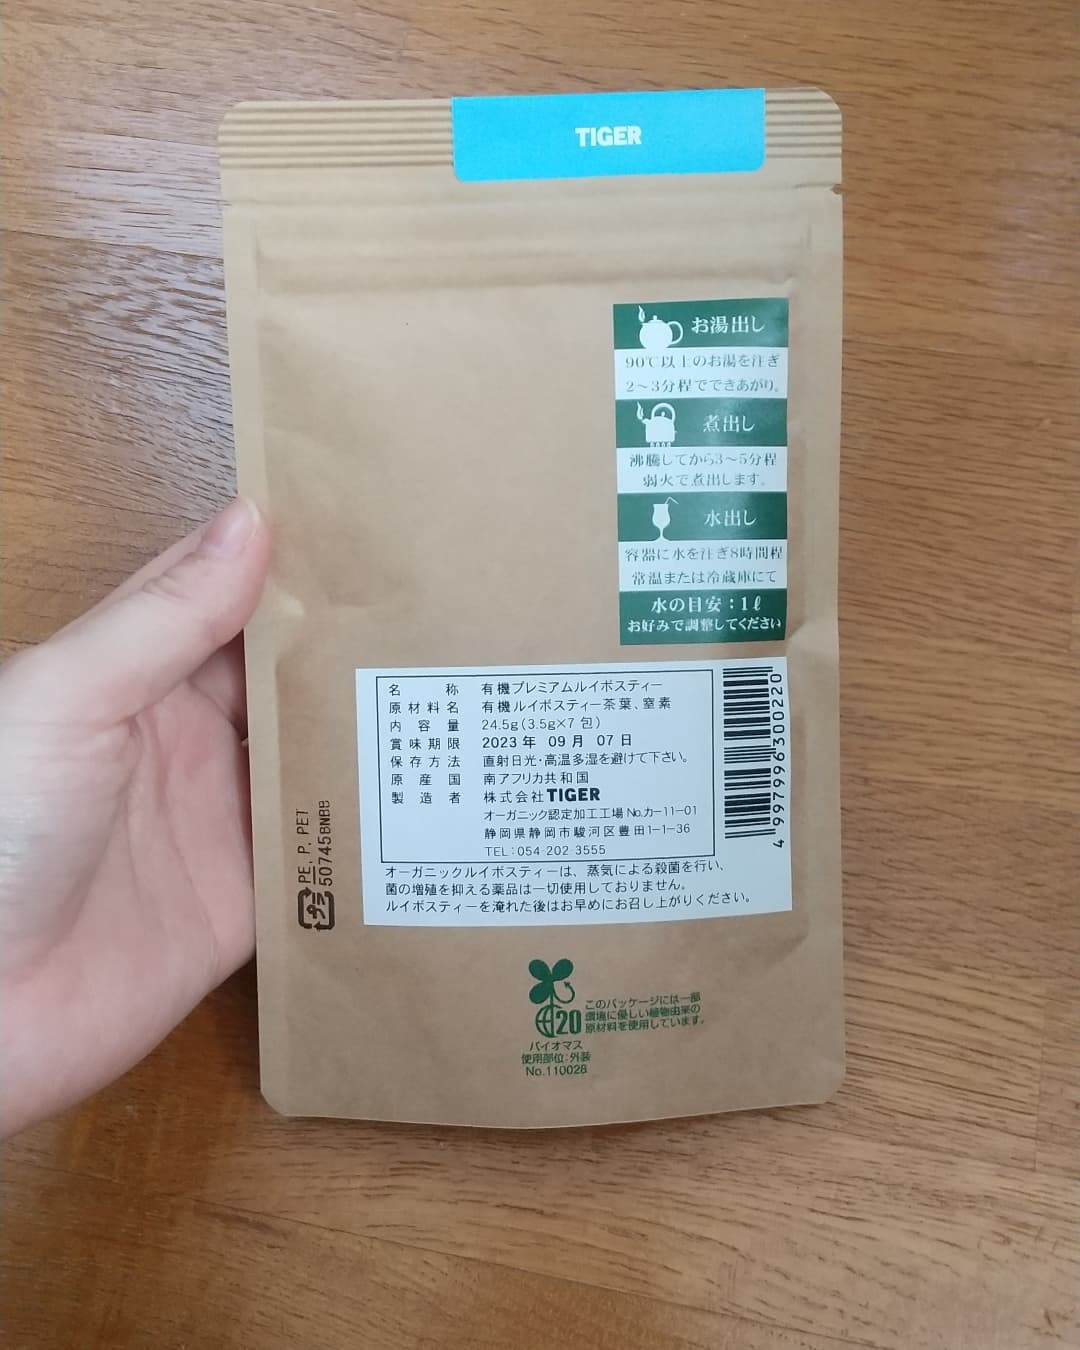 TIGER
お湯出し
90℃以上のお湯を注ぎ
2〜3分程でできあがり。
煮出し
沸騰してから3〜5分程
弱火で煮出します。
水出し
容器に水を注ぎ8時間程
常温または冷蔵庫にて
水の目安：1ℓ
お好みで調整してください
名称 有機プレミアムルイボスティー
原材料名 有機ルイボスティー茶葉、窒素
内容量 24.5g(3.5g×7包)
賞味期限 2023年 09月 07日
保存方法 直射日光・高温多湿を避けて下さい。
原産国 南アフリカ共和国
製造者 株式会社TIGER
オーガニック認定加工工場 No.カー11-01
静岡県静岡市駿河区豊田1-1-36
TEL:054-202-3555
オーガニックルイボスティーは、蒸気による殺菌を行い、
菌の増殖を抑える薬品は一切使用しておりません。
ルイボスティーを淹れた後はお早めにお召し上がりください。
4997996300220
PE, P, PET
50745BNBB
プラ
20
このパッケージには一部
環境に優しい植物由来の
原材料を使用しています。
バイオマス
使用部位:外装
No.110028